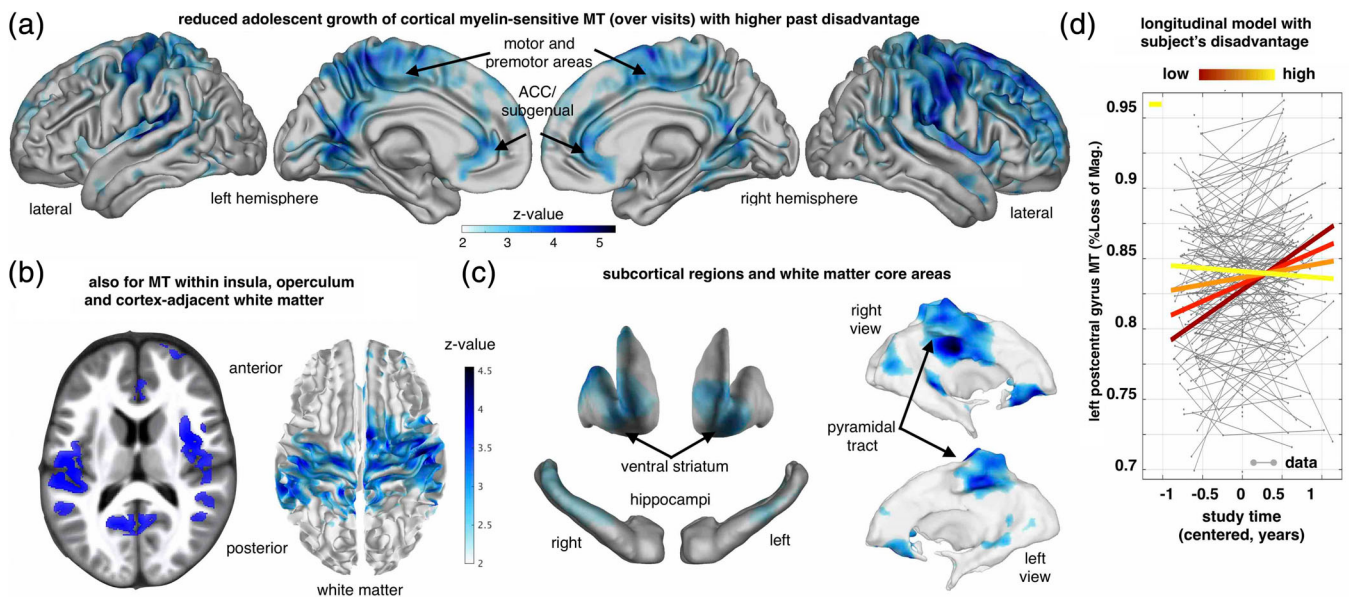 (a)
reduced adolescent growth of cortical myelin-sensitive MT (over visits) with higher past disadvantage
motor and
premotor areas
ACC/
subgenual
lateral
left hemisphere
right hemisphere
lateral
z-value
2 3 4 5
(b)
also for MT within insula, operculum
and cortex-adjacent white matter
anterior
posterior
white matter
z-value
4.5
4
3.5
3
2.5
2
(c)
subcortical regions and white matter core areas
ventral striatum
hippocampi
right
left
right
view
pyramidal
tract
left
view
(d)
longitudinal model with
subject's disadvantage
low
high
left postcentral gyrus MT (%Loss of Mag.)
0.95
0.9
0.85
0.8
0.75
0.7
data
-1 -0.5 0 0.5 1
study time
(centered, years)